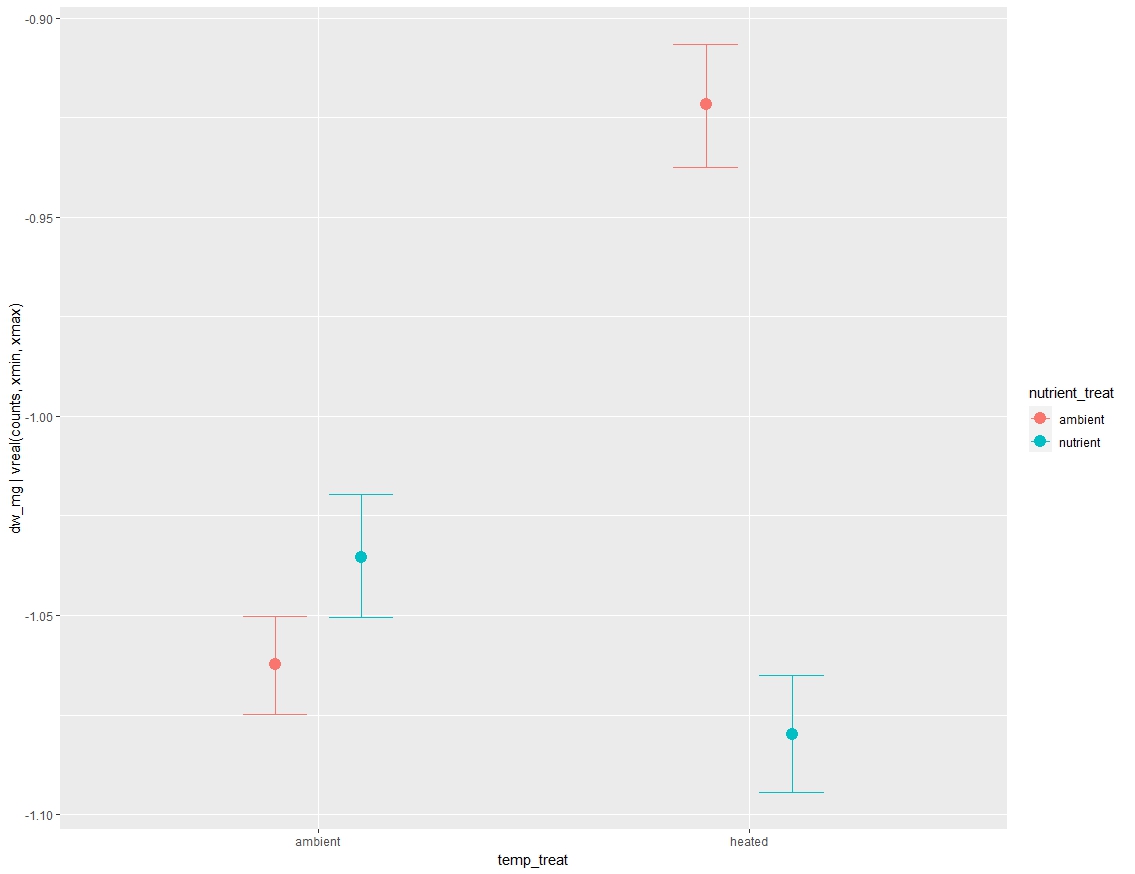 -0.90
-0.95
-1.00
-1.05
-1.10
dw_mg | vreal(counts, xmin, xmax)
ambient
heated
temp_treat
nutrient_treat
ambient
nutrient